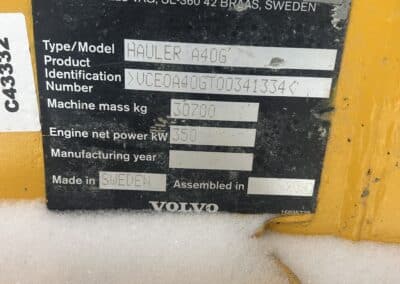 SE-360 42 BRAAS, SWEDEN
Type/Model HAULER A40G
Product
Identification >VCE0A40GT00341334<
Number
Machine mass kg 30700
Engine net power kW 350
Manufacturing year
Made in SWEDEN Assembled in
VOLVO
C43332